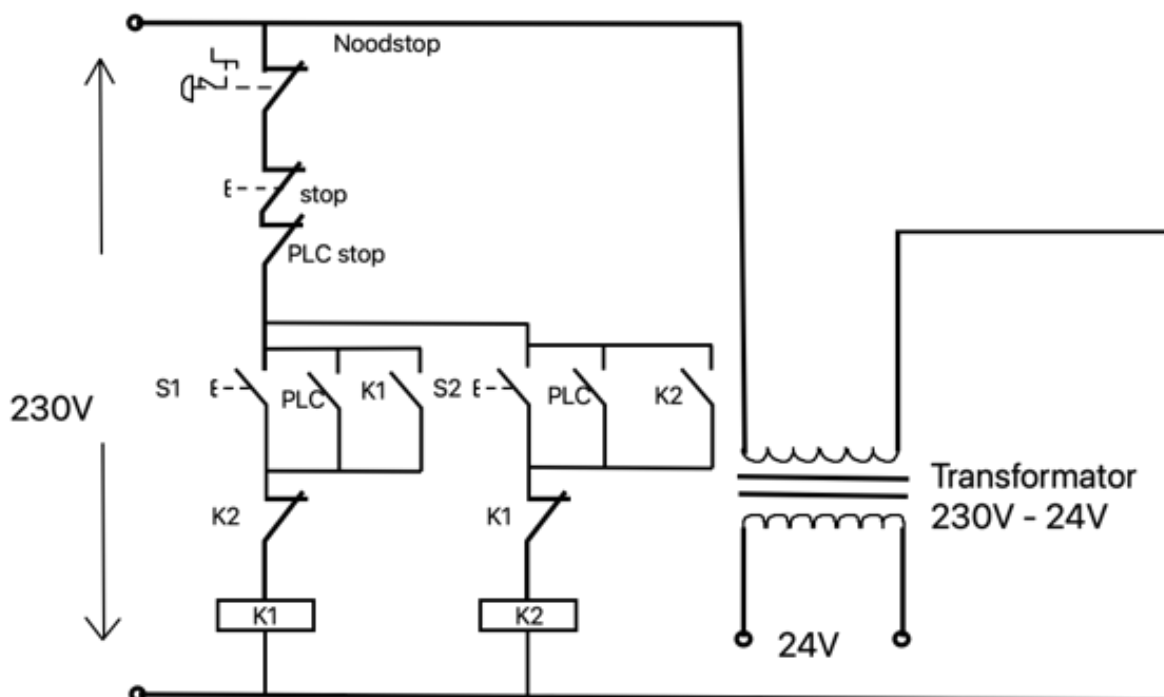 Noodstop
stop
PLC stop
S1
PLC
K1
S2
PLC
K2
230V
Transformator
230V - 24V
K2
K1
K1
K2
24V